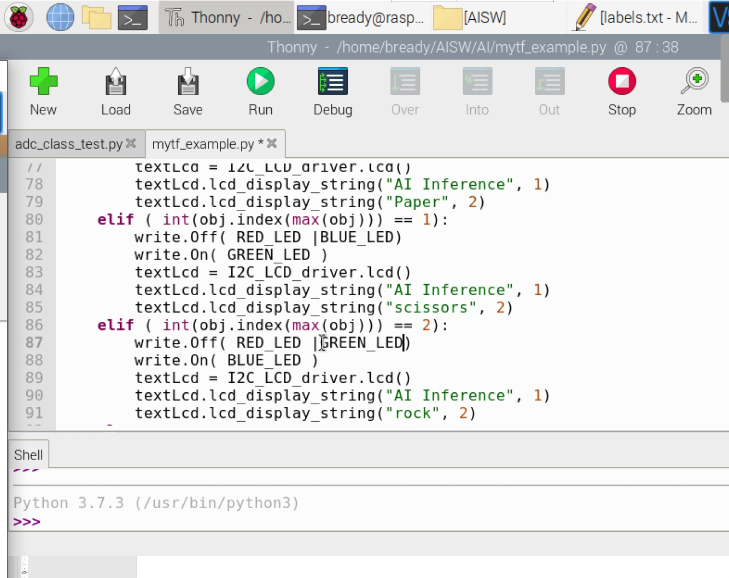 Thonny - /ho...
bready@rasp...
[AISW]
[labels.txt - M...
Thonny - /home/bready/AISW/AI/mytf_example.py @ 87:38
New Load Save Run Debug Over Into Out Stop Zoom
adc_class_test.py mytf_example.py *
77 textLcd = I2C_LCD_driver.lcd()
78 textLcd.lcd_display_string("AI Inference", 1)
79 textLcd.lcd_display_string("Paper", 2)
80 elif ( int(obj.index(max(obj))) == 1):
81 write.Off( RED_LED |BLUE_LED)
82 write.On( GREEN_LED )
83 textLcd = I2C_LCD_driver.lcd()
84 textLcd.lcd_display_string("AI Inference", 1)
85 textLcd.lcd_display_string("scissors", 2)
86 elif ( int(obj.index(max(obj))) == 2):
87 write.Off( RED_LED |GREEN_LED)
88 write.On( BLUE_LED )
89 textLcd = I2C_LCD_driver.lcd()
90 textLcd.lcd_display_string("AI Inference", 1)
91 textLcd.lcd_display_string("rock", 2)
Shell
>>>
Python 3.7.3 (/usr/bin/python3)
>>>